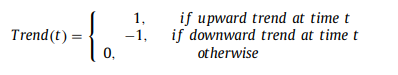 1, if upward trend at time t
Trend(t) = { −1, if downward trend at time t
0, otherwise